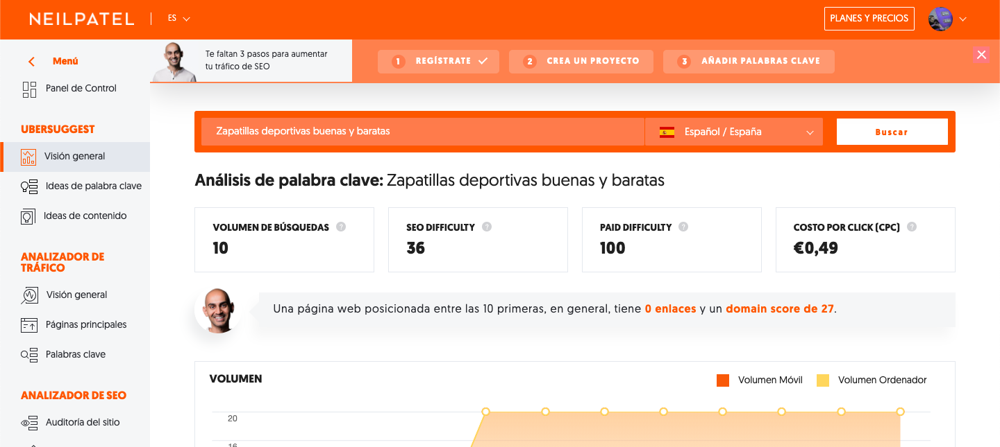 NEILPATEL
ES
PLANES Y PRECIOS
Menú
Panel de Control
UBERSUGGEST
Visión general
Ideas de palabra clave
Ideas de contenido
ANALIZADOR DE
TRÁFICO
Visión general
Páginas principales
Palabras clave
ANALIZADOR DE SEO
Auditoría del sitio
Te faltan 3 pasos para aumentar
tu tráfico de SEO
1 REGÍSTRATE
2 CREA UN PROYECTO
3 AÑADIR PALABRAS CLAVE
Zapatillas deportivas buenas y baratas
Español / España
Buscar
Análisis de palabra clave: Zapatillas deportivas buenas y baratas
VOLUMEN DE BÚSQUEDAS ?
10
SEO DIFFICULTY ?
36
PAID DIFFICULTY ?
100
COSTO POR CLICK (CPC) ?
€0,49
Una página web posicionada entre las 10 primeras, en general, tiene 0 enlaces y un domain score de 27.
VOLUMEN
Volumen Móvil
Volumen Ordenador
20
16